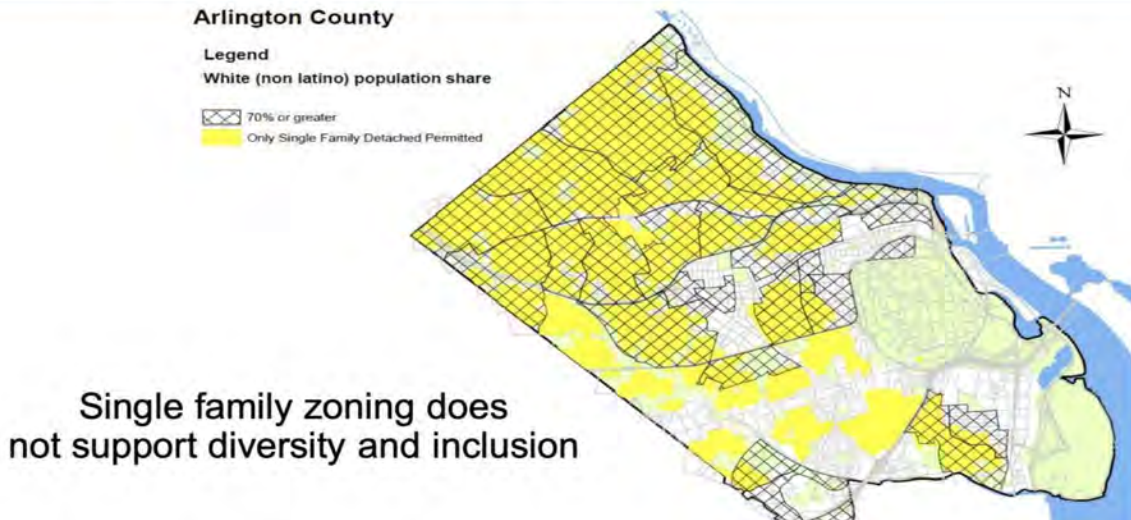 Arlington County
Legend
White (non latino) population share
70% or greater
Only Single Family Detached Permitted
N
Single family zoning does
not support diversity and inclusion